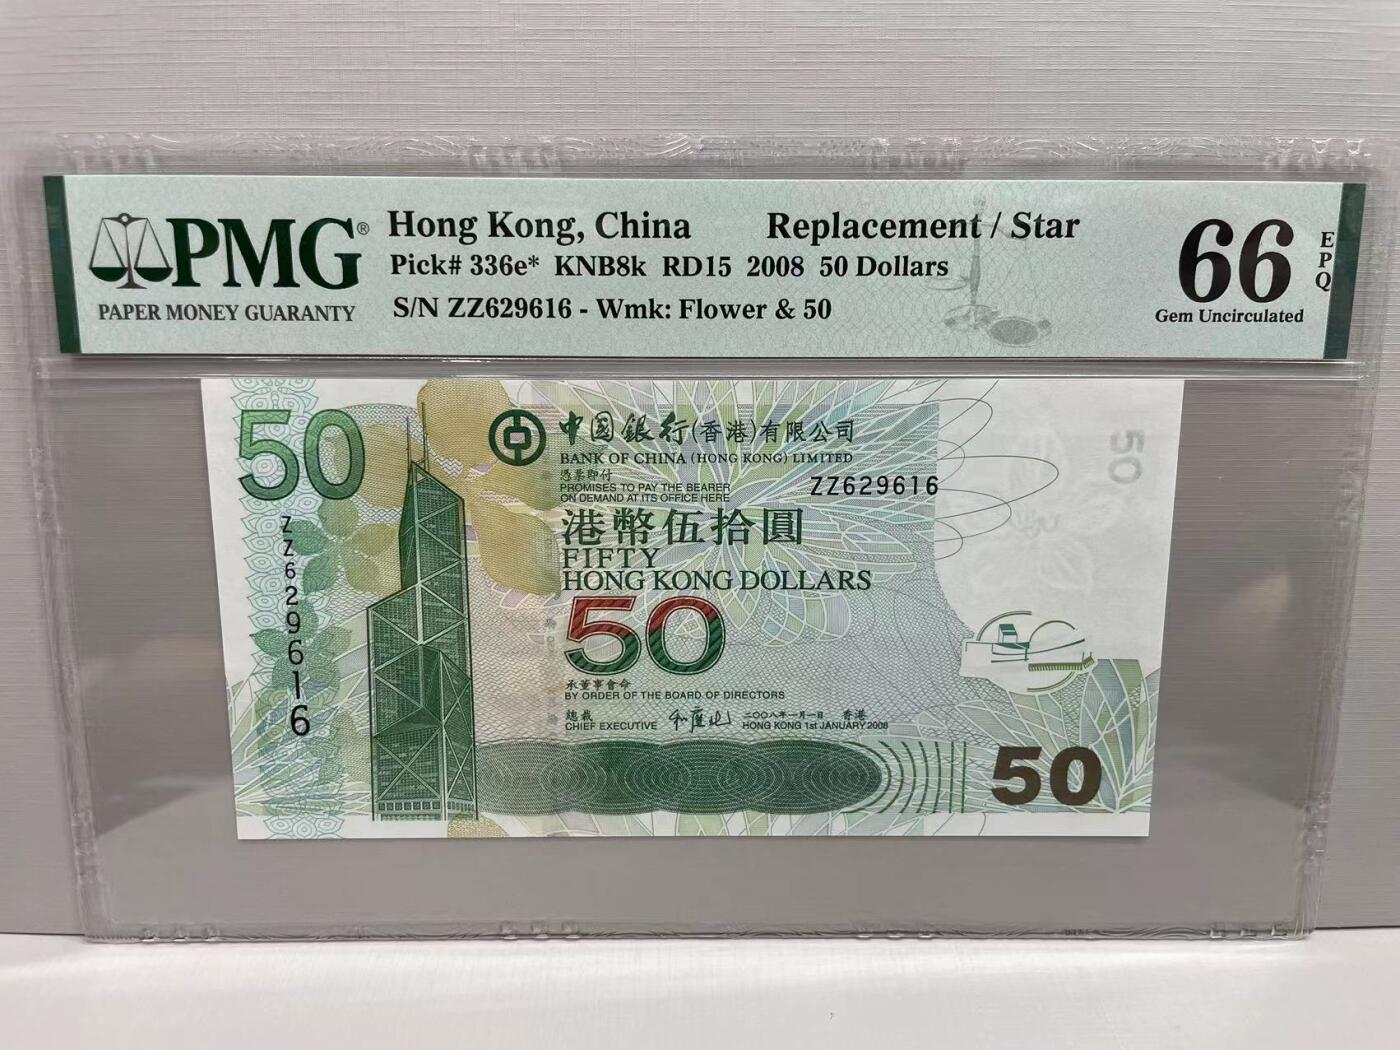 PMG®
PAPER MONEY GUARANTY
Hong Kong, China Replacement / Star
Pick# 336e* KNB8k RD15 2008 50 Dollars
S/N ZZ629616 - Wmk: Flower & 50
66
EPQ
Gem Uncirculated
50
中國銀行(香港)有限公司
BANK OF CHINA (HONG KONG) LIMITED
憑票即付
PROMISES TO PAY THE BEARER
ON DEMAND AT ITS OFFICE HERE
ZZ629616
港幣伍拾圓
FIFTY
HONG KONG DOLLARS
50
承董事會命
BY ORDER OF THE BOARD OF DIRECTORS
總裁
CHIEF EXECUTIVE
二〇〇八年一月一日 香港
HONG KONG 1st JANUARY 2008
ZZ629616
50
50